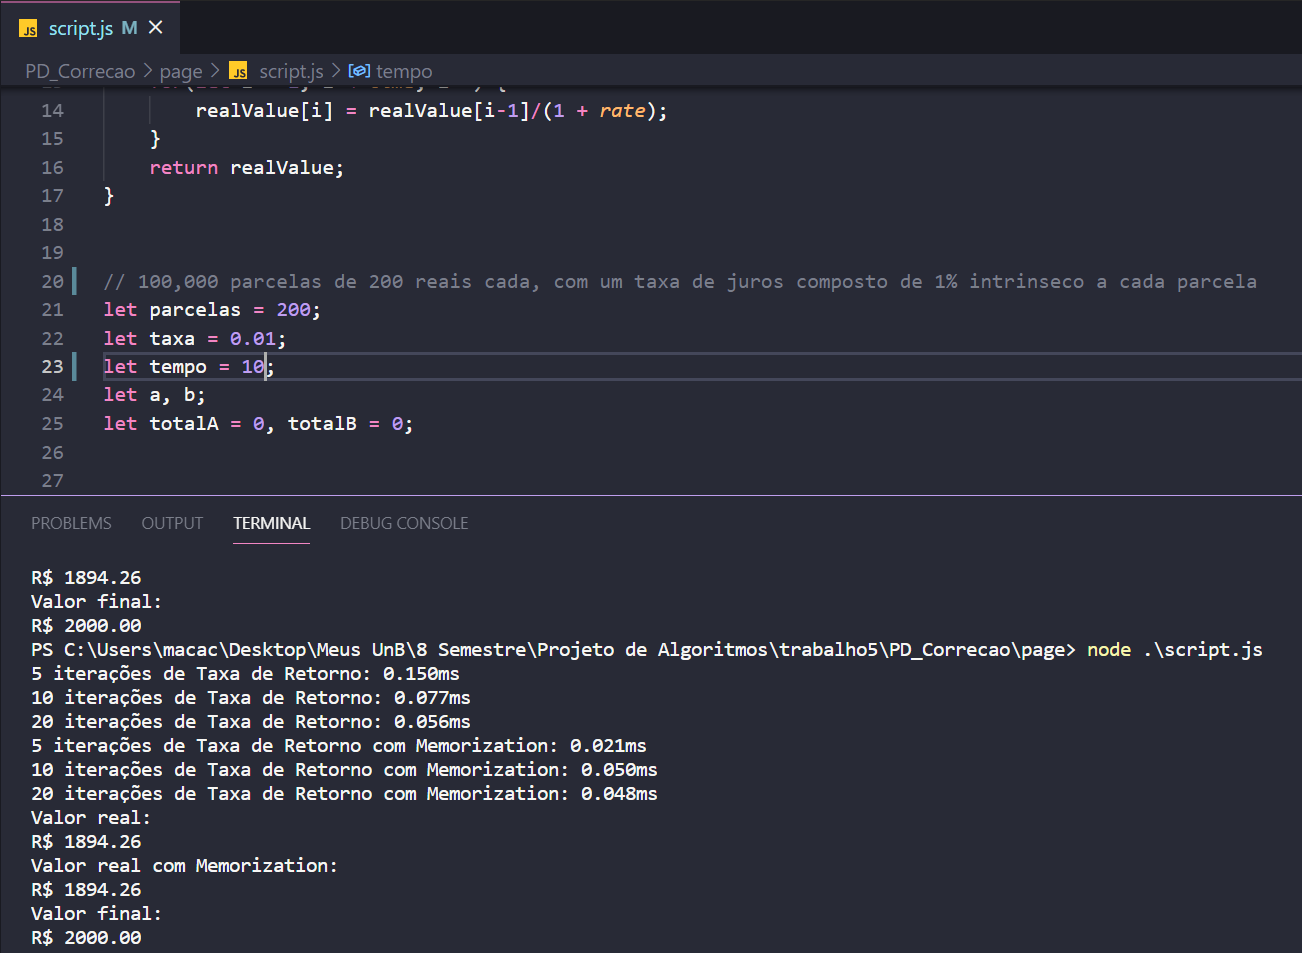 JS script.js M
PD_Correcao > page > JS script.js > tempo
14 realValue[i] = realValue[i-1]/(1 + rate);
15 }
16 return realValue;
17 }
18
19
20 // 100,000 parcelas de 200 reais cada, com um taxa de juros composto de 1% intrinseco a cada parcela
21 let parcelas = 200;
22 let taxa = 0.01;
23 let tempo = 10;
24 let a, b;
25 let totalA = 0, totalB = 0;
26
27
PROBLEMS OUTPUT TERMINAL DEBUG CONSOLE
R$ 1894.26
Valor final:
R$ 2000.00
PS C:\Users\macac\Desktop\Meus UnB\8 Semestre\Projeto de Algoritmos\trabalho5\PD_Correcao\page> node .\script.js
5 iterações de Taxa de Retorno: 0.150ms
10 iterações de Taxa de Retorno: 0.077ms
20 iterações de Taxa de Retorno: 0.056ms
5 iterações de Taxa de Retorno com Memorization: 0.021ms
10 iterações de Taxa de Retorno com Memorization: 0.050ms
20 iterações de Taxa de Retorno com Memorization: 0.048ms
Valor real:
R$ 1894.26
Valor real com Memorization:
R$ 1894.26
Valor final:
R$ 2000.00